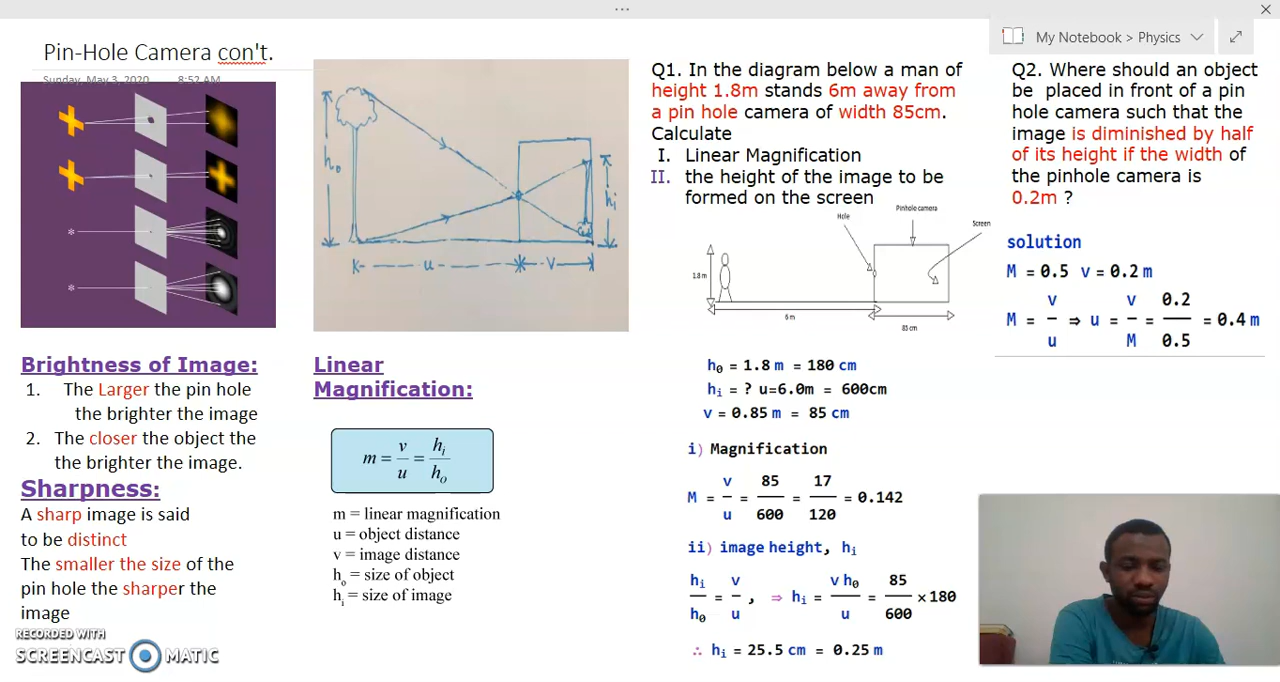 My Notebook > Physics
Pin-Hole Camera con't.
Sunday, May 3, 2020 8:52 AM
Brightness of Image:
1. The Larger the pin hole
the brighter the image
2. The closer the object the
the brighter the image.
Sharpness:
A sharp image is said
to be distinct
The smaller the size of the
pin hole the sharper the
image
RECORDED WITH
SCREENCAST MATIC
h₀
hᵢ
u
v
Linear
Magnification:
m = v/u = hᵢ/hₒ
m = linear magnification
u = object distance
v = image distance
hₒ = size of object
hᵢ = size of image
Q1. In the diagram below a man of
height 1.8m stands 6m away from
a pin hole camera of width 85cm.
Calculate
I. Linear Magnification
II. the height of the image to be
formed on the screen
Pinhole camera
Hole
Screen
1.8 m
6 m
85 cm
h₀ = 1.8 m = 180 cm
hᵢ = ? u=6.0m = 600cm
v = 0.85 m = 85 cm
i) Magnification
M = v/u = 85/600 = 17/120 = 0.142
ii) image height, hᵢ
hᵢ/h₀ = v/u , ⇒ hᵢ = v h₀/u = 85/600 ×180
∴ hᵢ = 25.5 cm = 0.25 m
Q2. Where should an object
be placed in front of a pin
hole camera such that the
image is diminished by half
of its height if the width of
the pinhole camera is
0.2m ?
solution
M = 0.5 v = 0.2 m
M = v/u ⇒ u = v/M = 0.2/0.5 = 0.4 m